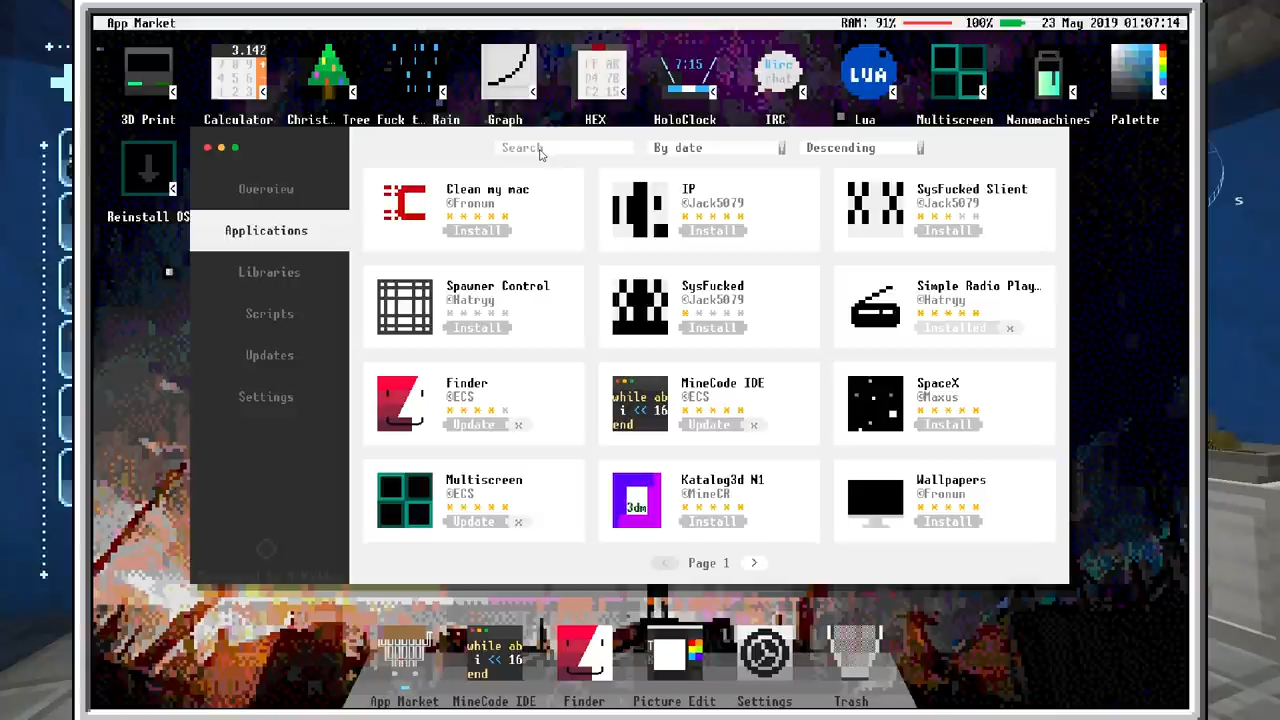 App Market RAM: 91% 100% 23 May 2019 01:07:14
3.142
7:15
LUA
3D Print Calculator Christ… Tree Fuck t… Rain Graph HEX HoloClock IRC Lua Multiscreen Nanomachines Palette
Reinstall OS
s
Search By date Descending
Overview
Applications
Libraries
Scripts
Updates
Settings
Clean my mac
©Fronun
Install
IP
©Jack5079
Install
SysFucked Slient
©Jack5079
Install
Spawner Control
©Hatryy
Install
SysFucked
©Jack5079
Install
Simple Radio Play…
©Hatryy
Installed x
Finder
©ECS
Update x
while ab
i << 16
end
MineCode IDE
©ECS
Update x
SpaceX
©Maxus
Install
Multiscreen
©ECS
Update x
3dm
Katalog3d N1
©MineCR
Install
Wallpapers
©Fronun
Install
< Page 1 >
while ab
i << 16
end
App Market MineCode IDE Finder Picture Edit Settings Trash